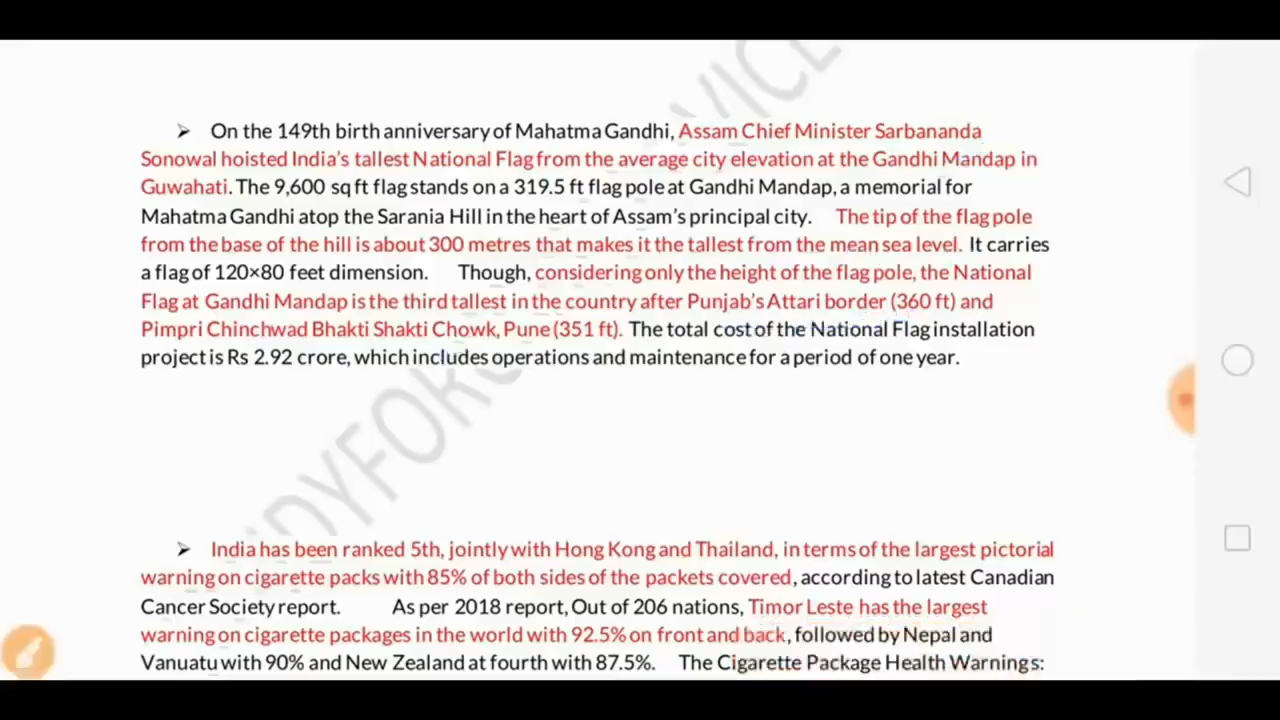 ➢ On the 149th birth anniversary of Mahatma Gandhi, Assam Chief Minister Sarbananda
Sonowal hoisted India's tallest National Flag from the average city elevation at the Gandhi Mandap in
Guwahati. The 9,600 sq ft flag stands on a 319.5 ft flag pole at Gandhi Mandap, a memorial for
Mahatma Gandhi atop the Sarania Hill in the heart of Assam's principal city. The tip of the flag pole
from the base of the hill is about 300 metres that makes it the tallest from the mean sea level. It carries
a flag of 120×80 feet dimension. Though, considering only the height of the flag pole, the National
Flag at Gandhi Mandap is the third tallest in the country after Punjab's Attari border (360 ft) and
Pimpri Chinchwad Bhakti Shakti Chowk, Pune (351 ft). The total cost of the National Flag installation
project is Rs 2.92 crore, which includes operations and maintenance for a period of one year.
➢ India has been ranked 5th, jointly with Hong Kong and Thailand, in terms of the largest pictorial
warning on cigarette packs with 85% of both sides of the packets covered, according to latest Canadian
Cancer Society report. As per 2018 report, Out of 206 nations, Timor Leste has the largest
warning on cigarette packages in the world with 92.5% on front and back, followed by Nepal and
Vanuatu with 90% and New Zealand at fourth with 87.5%. The Cigarette Package Health Warnings: